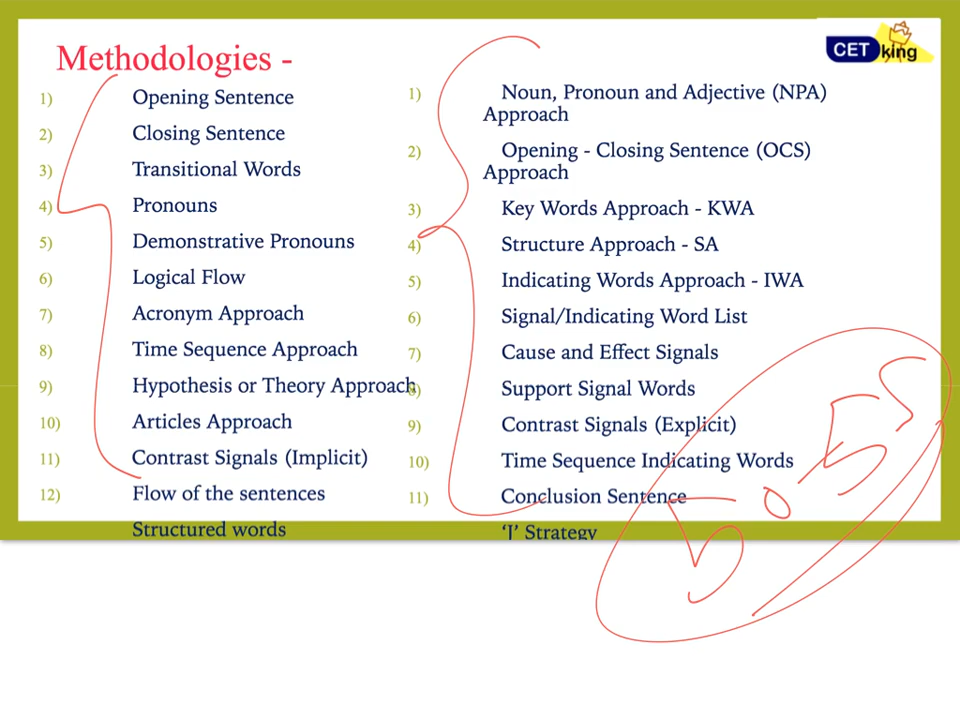 Methodologies -
CET king
1) Opening Sentence
2) Closing Sentence
3) Transitional Words
4) Pronouns
5) Demonstrative Pronouns
6) Logical Flow
7) Acronym Approach
8) Time Sequence Approach
9) Hypothesis or Theory Approach
10) Articles Approach
11) Contrast Signals (Implicit)
12) Flow of the sentences
Structured words
1) Noun, Pronoun and Adjective (NPA)
Approach
2) Opening - Closing Sentence (OCS)
Approach
3) Key Words Approach - KWA
4) Structure Approach - SA
5) Indicating Words Approach - IWA
6) Signal/Indicating Word List
7) Cause and Effect Signals
8) Support Signal Words
9) Contrast Signals (Explicit)
10) Time Sequence Indicating Words
11) Conclusion Sentence
'J' Strategy